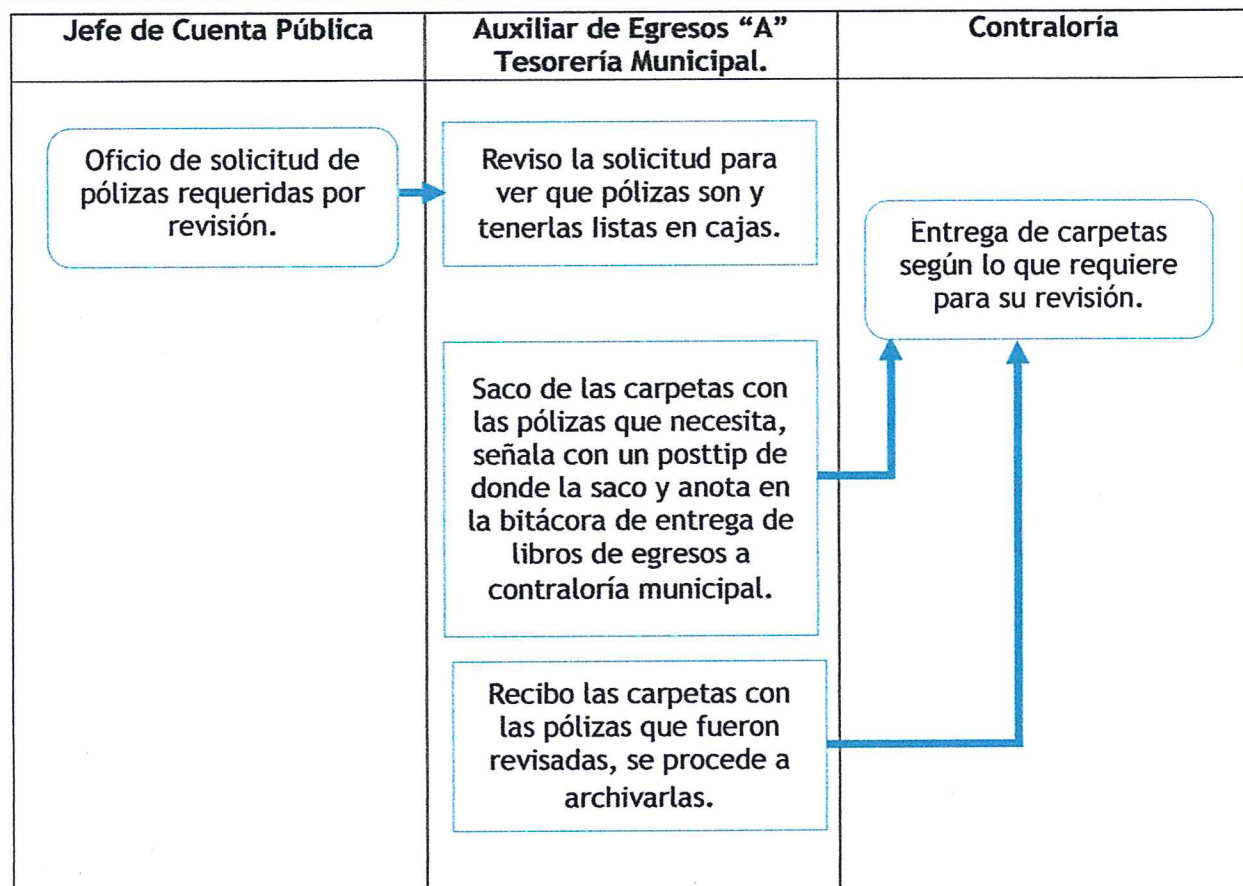 Jefe de Cuenta Pública
Auxiliar de Egresos “A”
Tesorería Municipal.
Contraloría
Oficio de solicitud de
pólizas requeridas por
revisión.
Reviso la solicitud para
ver que pólizas son y
tenerlas listas en cajas.
Entrega de carpetas
según lo que requiere
para su revisión.
Saco de las carpetas con
las pólizas que necesita,
señala con un posttip de
donde la saco y anota en
la bitácora de entrega de
libros de egresos a
contraloría municipal.
Recibo las carpetas con
las pólizas que fueron
revisadas, se procede a
archivarlas.